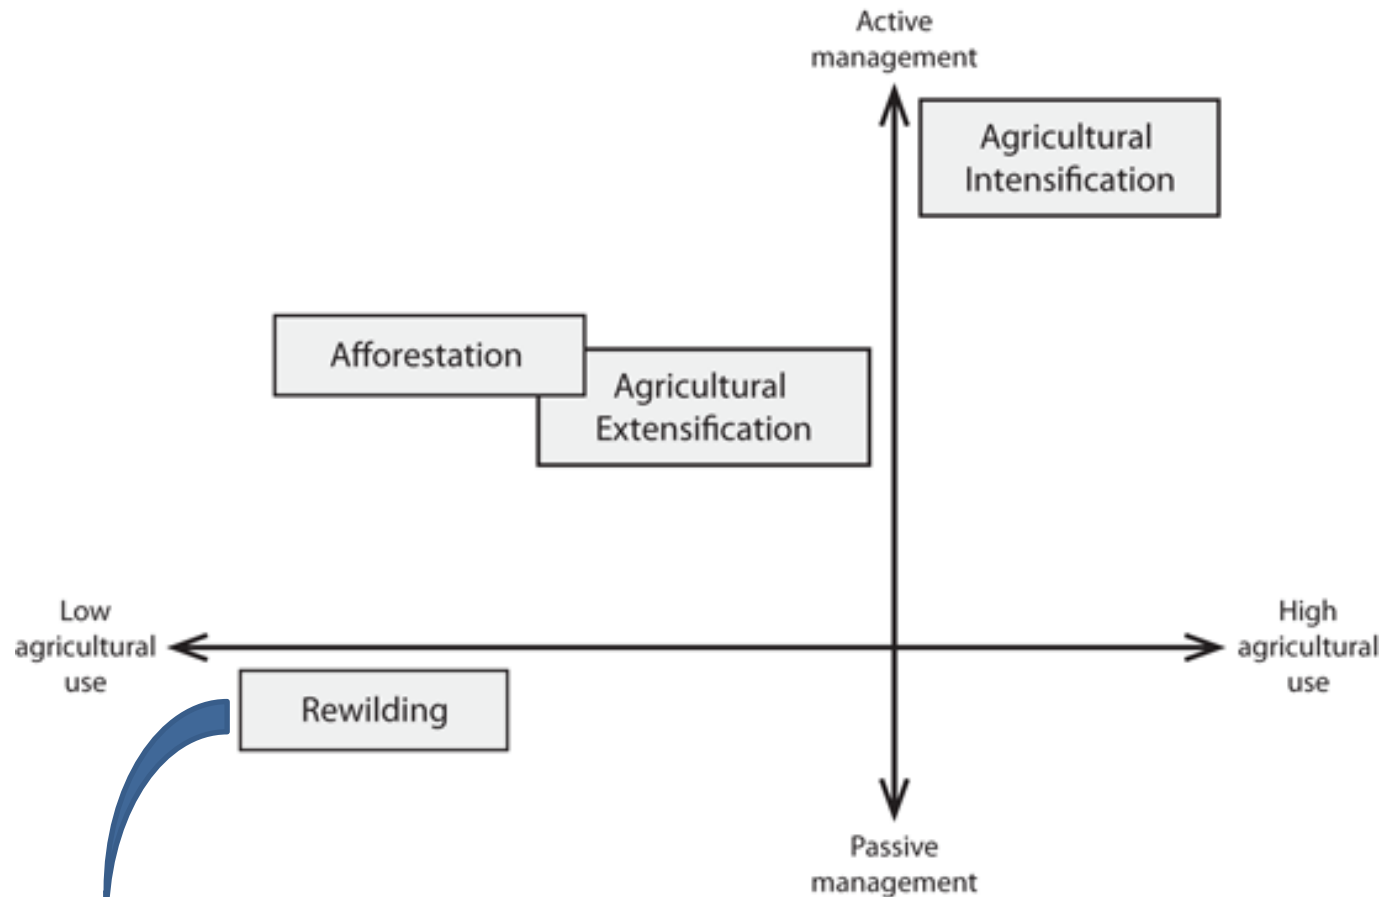 Active
management
Agricultural
Intensification
Afforestation
Agricultural
Extensification
Low
agricultural
use
High
agricultural
use
Rewilding
Passive
management